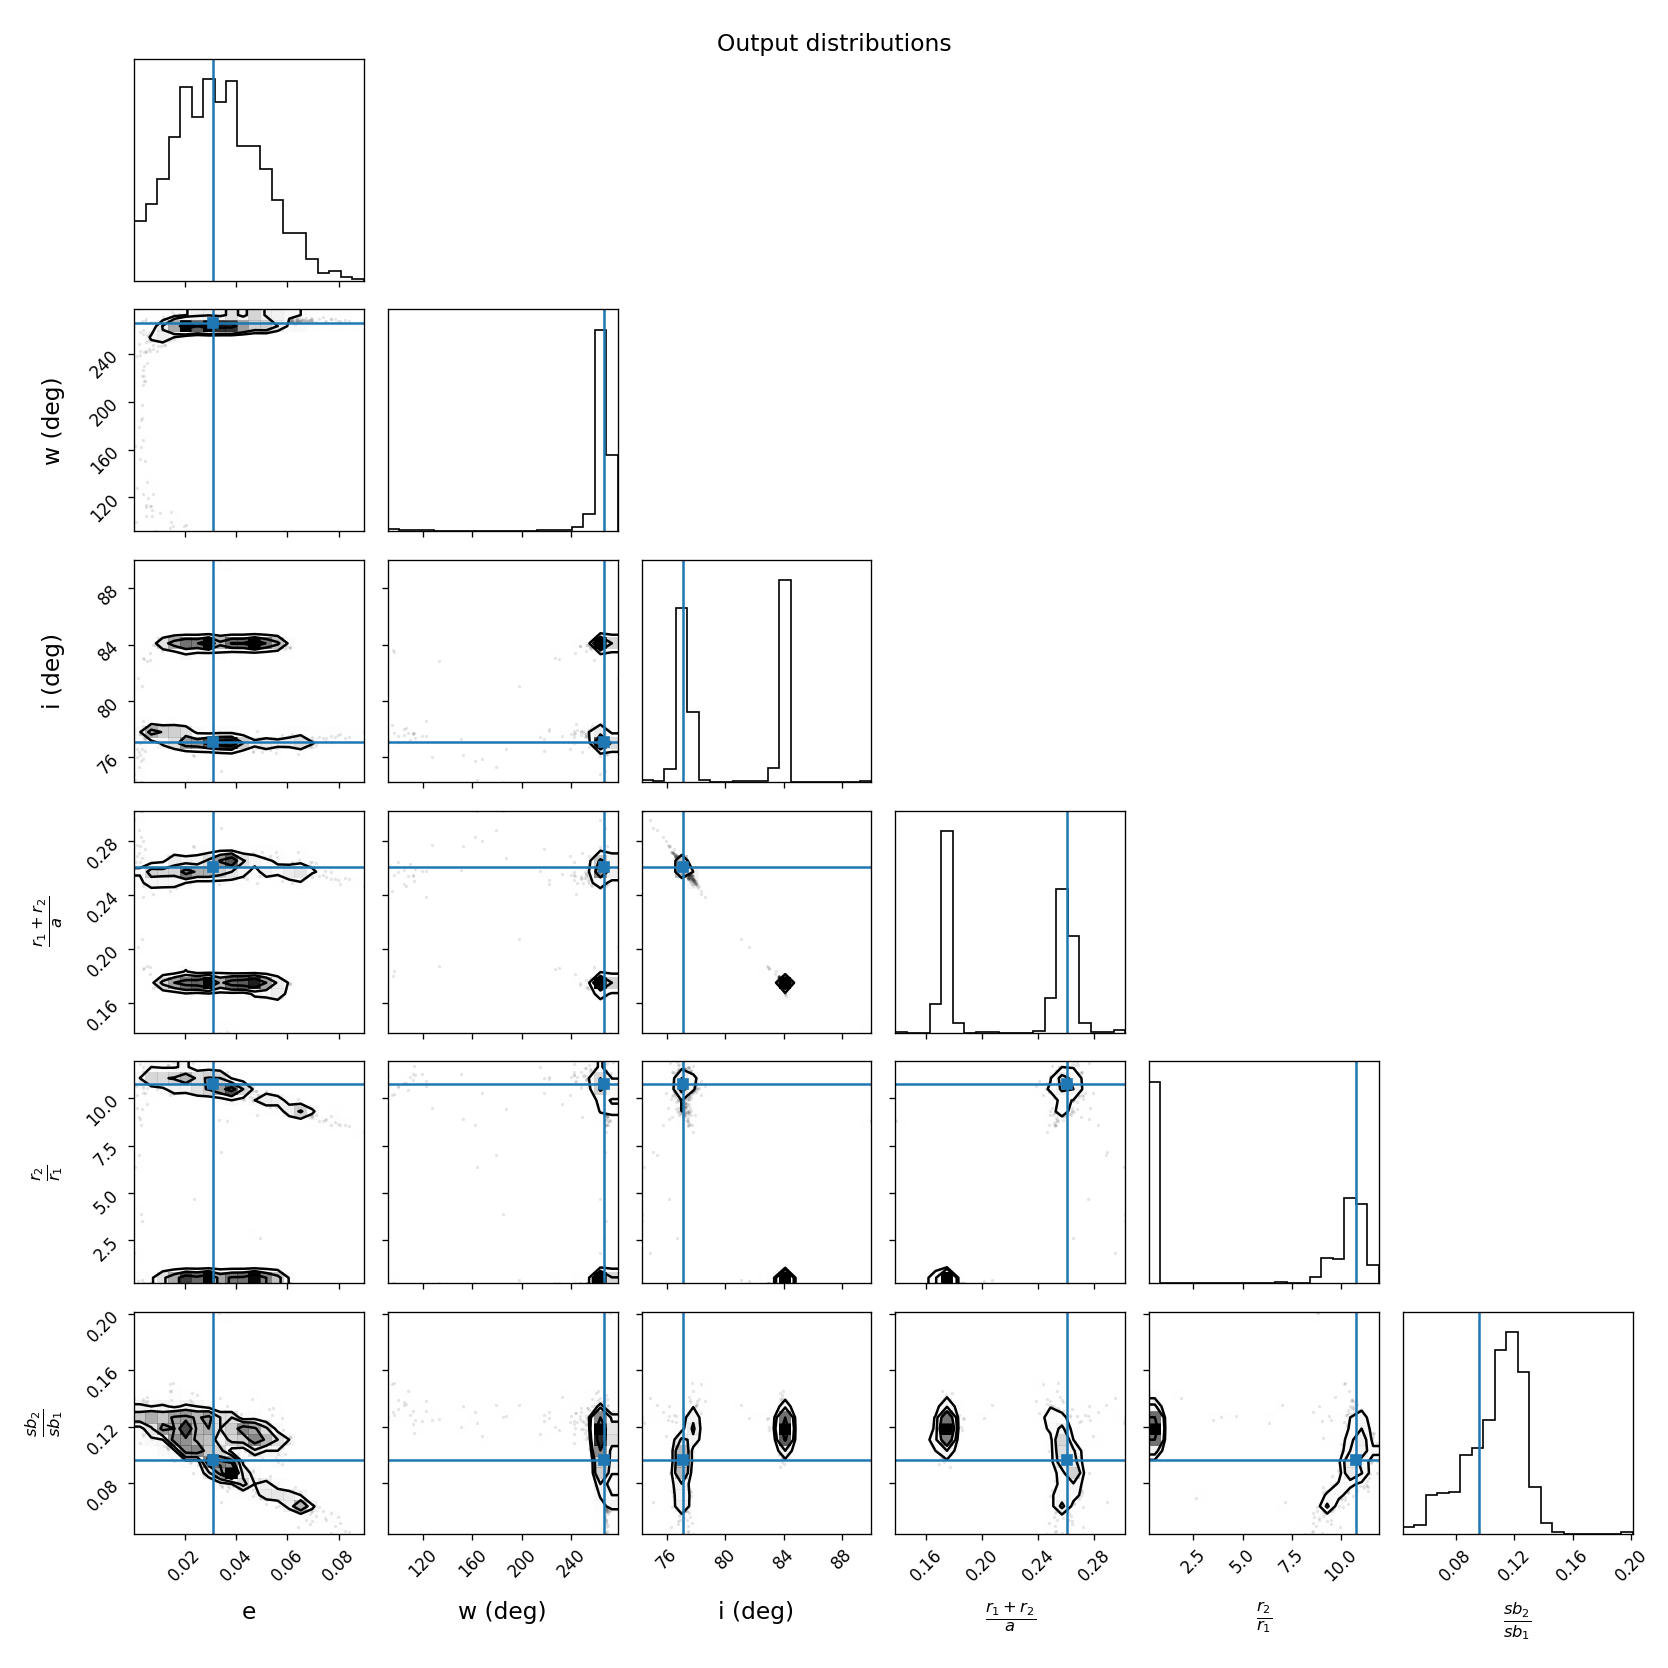 Output distributions
w (deg)
240
200
160
120
i (deg)
88
84
80
76
r₁ + r₂
a
0.28
0.24
0.20
0.16
r₂
r₁
10.0
7.5
5.0
2.5
sb₂
sb₁
0.20
0.16
0.12
0.08
0.02 0.04 0.06 0.08 120 160 200 240 76 80 84 88 0.16 0.20 0.24 0.28 2.5 5.0 7.5 10.0 0.08 0.12 0.16 0.20
e w (deg) i (deg) r₁ + r₂ r₂ sb₂
a r₁ sb₁